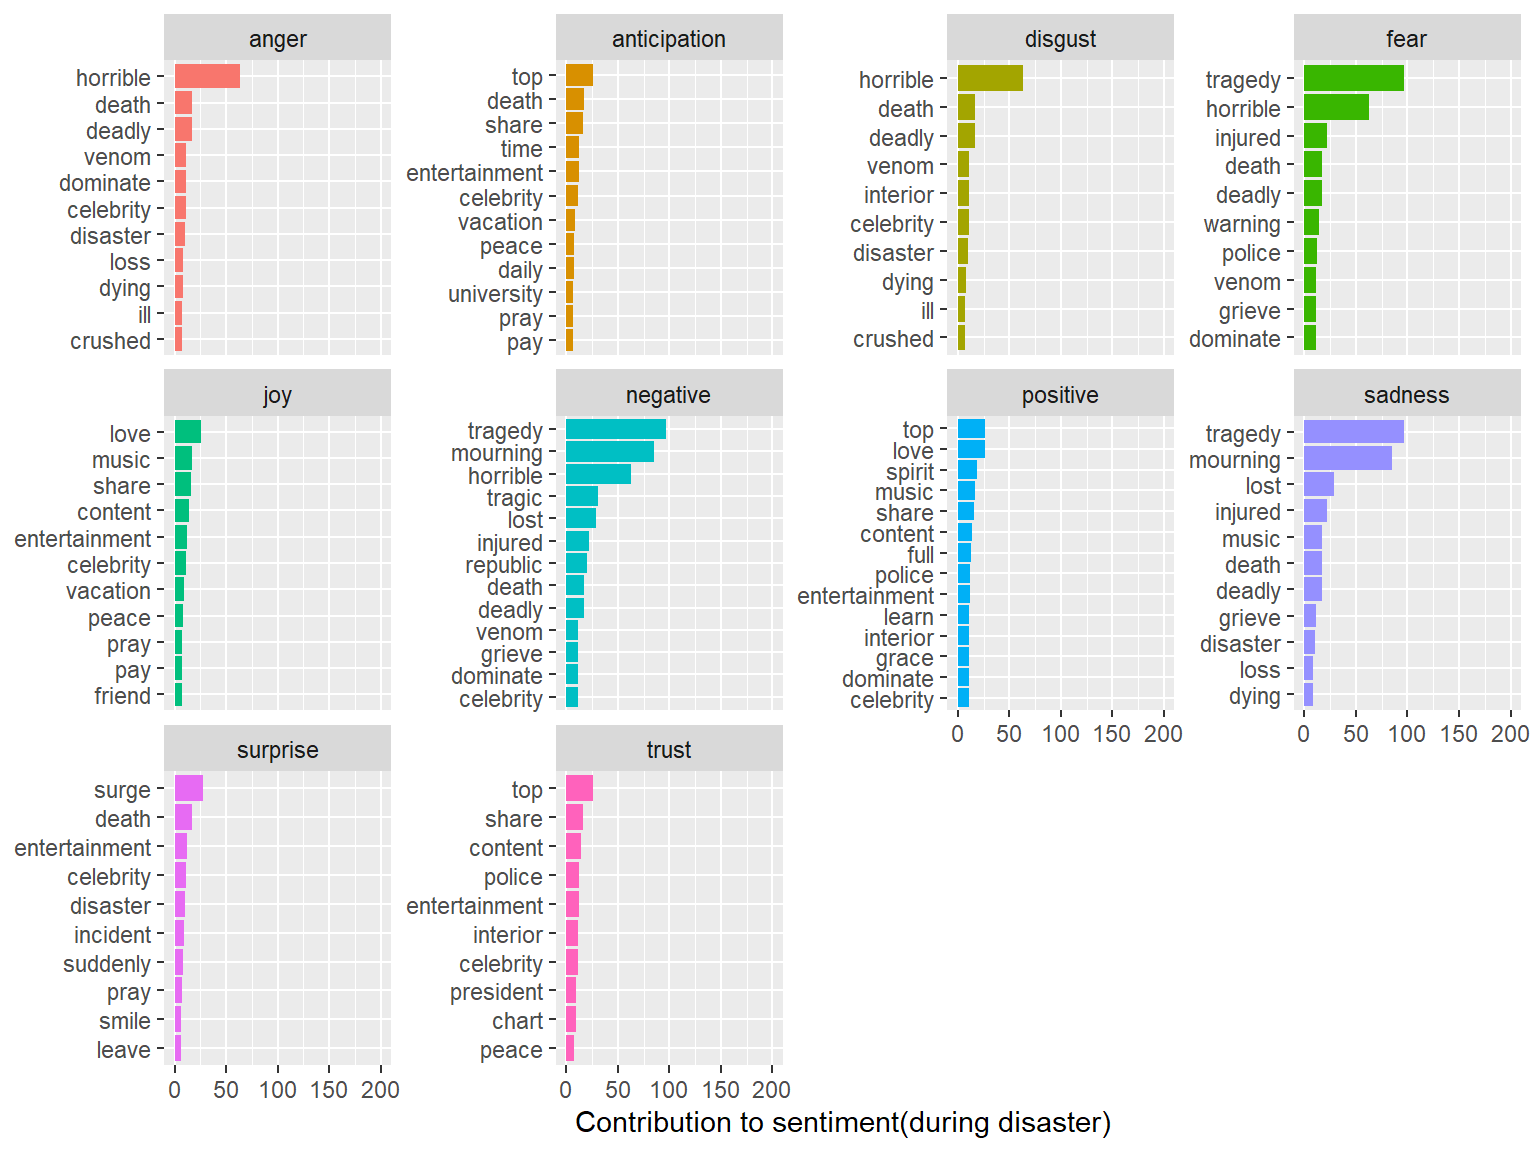 anger
horrible
death
deadly
venom
dominate
celebrity
disaster
loss
dying
ill
crushed
anticipation
top
death
share
time
entertainment
celebrity
vacation
peace
daily
university
pray
pay
disgust
horrible
death
deadly
venom
interior
celebrity
disaster
dying
ill
crushed
fear
tragedy
horrible
injured
death
deadly
warning
police
venom
grieve
dominate
joy
love
music
share
content
entertainment
celebrity
vacation
peace
pray
pay
friend
negative
tragedy
mourning
horrible
tragic
lost
injured
republic
death
deadly
venom
grieve
dominate
celebrity
positive
top
love
spirit
music
share
content
full
police
entertainment
learn
interior
grace
dominate
celebrity
0 50 100 150 200
sadness
tragedy
mourning
lost
injured
music
death
deadly
grieve
disaster
loss
dying
0 50 100 150 200
surprise
surge
death
entertainment
celebrity
disaster
incident
suddenly
pray
smile
leave
0 50 100 150 200
trust
top
share
content
police
entertainment
interior
celebrity
president
chart
peace
0 50 100 150 200
Contribution to sentiment(during disaster)